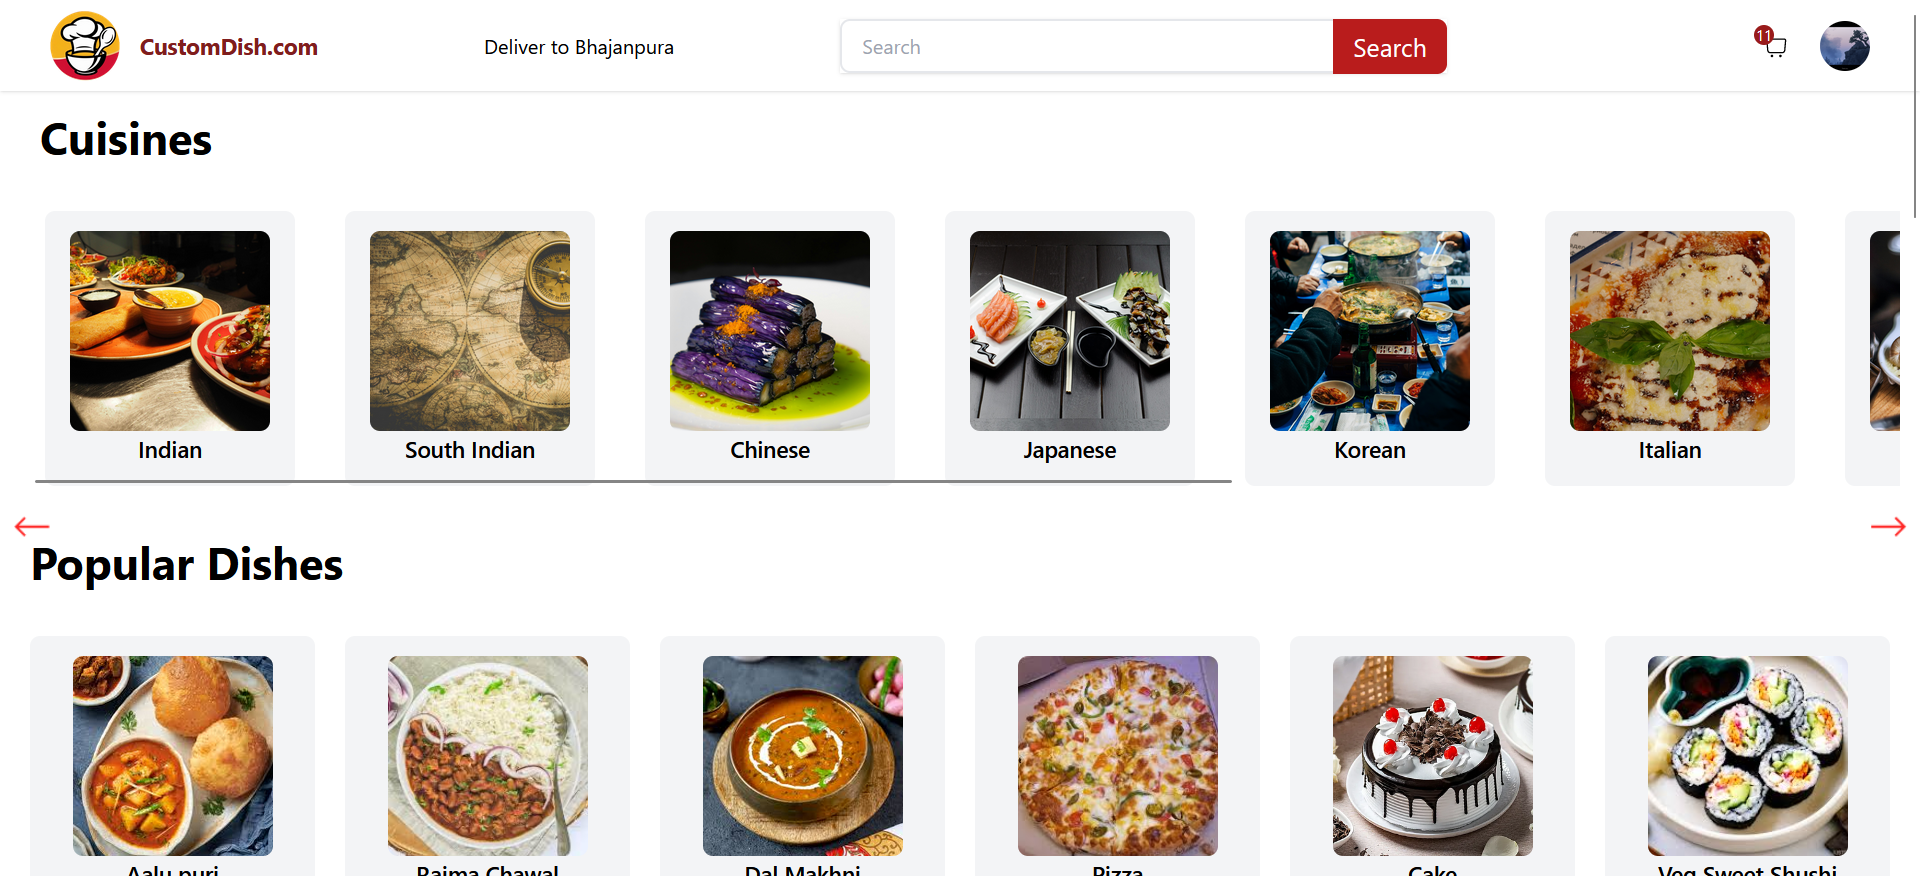 CustomDish.com
Deliver to Bhajanpura
Search
Search
11
Cuisines
Indian
South Indian
Chinese
Japanese
Korean
Italian
Popular Dishes
Aalu puri
Rajma Chawal
Dal Makhni
Pizza
Cake
Veg Sweet Shushi